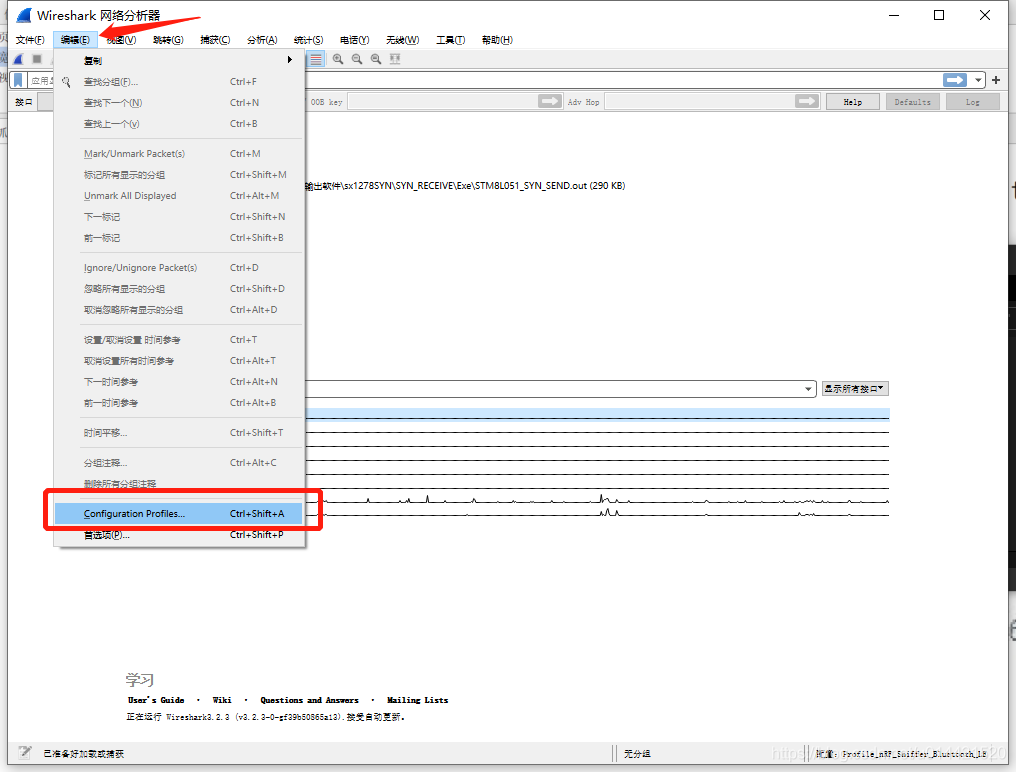 Wireshark 网络分析器
文件(F) 编辑(E) 视图(V) 跳转(G) 捕获(C) 分析(A) 统计(S) 电话(Y) 无线(W) 工具(T) 帮助(H)
复制
应用
查找分组(F)... Ctrl+F
接口 OOB key Adv Hop Help Defaults Log
查找下一个(N) Ctrl+N
查找上一个(V) Ctrl+B
Mark/Unmark Packet(s) Ctrl+M
标记所有显示的分组 Ctrl+Shift+M
输出软件\sx1278SYN\SYN_RECEIVE\Exe\STM8L051_SYN_SEND.out (290 KB)
Unmark All Displayed Ctrl+Alt+M
下一标记 Ctrl+Shift+N
前一标记 Ctrl+Shift+B
Ignore/Unignore Packet(s) Ctrl+D
忽略所有显示的分组 Ctrl+Shift+D
取消忽略所有显示的分组 Ctrl+Alt+D
设置/取消设置 时间参考 Ctrl+T
取消设置所有时间参考 Ctrl+Alt+T
下一时间参考 Ctrl+Alt+N
显示所有接口
前一时间参考 Ctrl+Alt+B
时间平移... Ctrl+Shift+T
分组注释... Ctrl+Alt+C
删除所有分组注释
Configuration Profiles... Ctrl+Shift+A
首选项(P)... Ctrl+Shift+P
学习
User's Guide · Wiki · Questions and Answers · Mailing Lists
正在运行 Wireshark3.2.3 (v3.2.3-0-gf39b50865a13).接受自动更新。
已准备好加载或捕获 无分组 配置: Profile_nRF_Sniffer_Bluetooth_LE